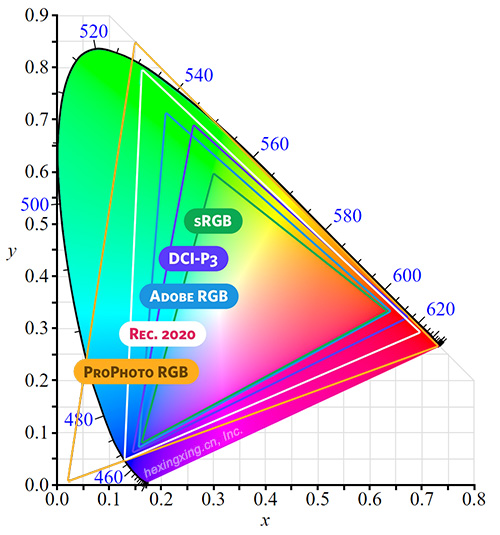 0.9
520
0.8
540
0.7
560
0.6
500
0.5
580
sRGB
y
DCI-P3
0.4
600
ADOBE RGB
620
0.3
REC. 2020
PROPHOTO RGB
0.2
480
0.1
hexingxing.cn, Inc.
460
0.0
0.0 0.1 0.2 0.3 0.4 0.5 0.6 0.7 0.8
x